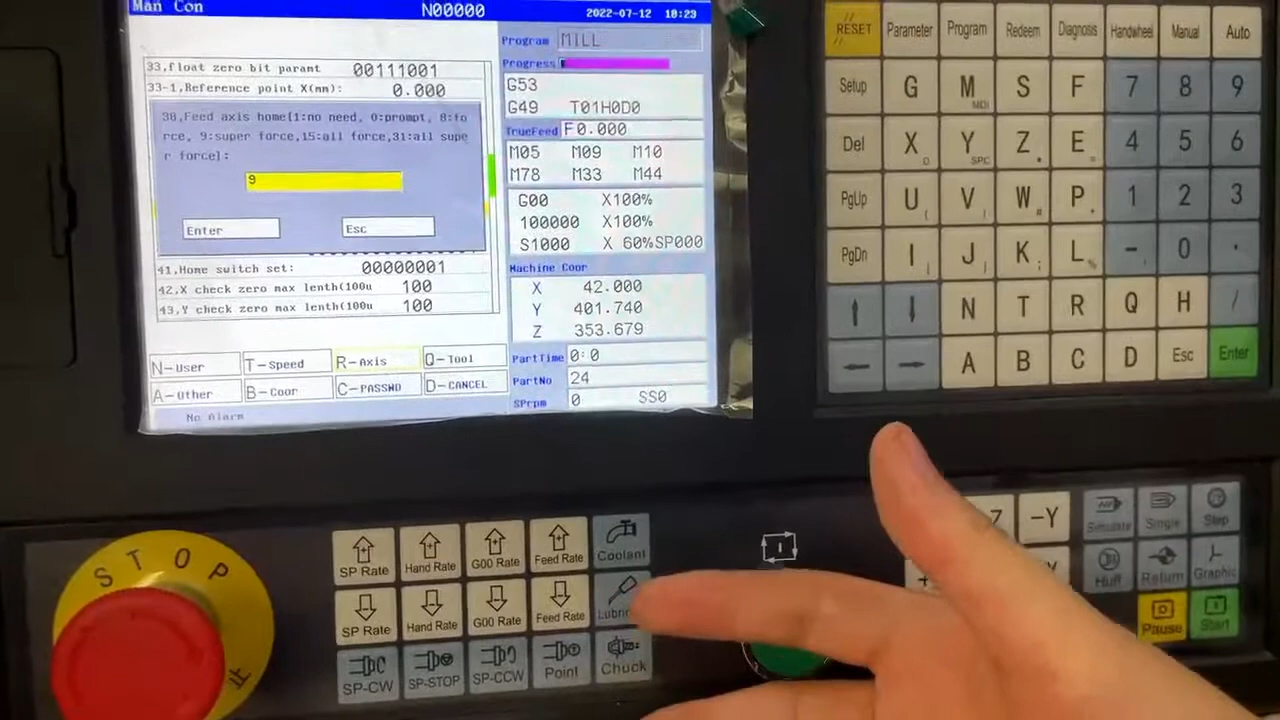 Man Con
N00000
2022-07-12 10:23
33,float zero bit paramt 00111001
33-1,Reference point X(mm): 0.000
38,Feed axis home[1:no need, 0:prompt, 8:fo
rce, 9:super force,15:all force,31:all supe
r force]:
9
Enter
Esc
41,Home switch set: 00000001
42,X check zero max lenth(100u 100
43,Y check zero max lenth(100u 100
N-User
T-Speed
R-Axis
Q-Tool
A-Other
B-Coor
C-PASSWD
D-CANCEL
No Alarm
Program MILL
Progress
G53
G49 T01H0D0
TrueFeed F0.000
M05 M09 M10
M78 M33 M44
G00 X100%
100000 X100%
S1000 X 60%SP000
Machine Coor
X 42.000
Y 401.740
Z 353.679
PartTime 0:0
PartNo 24
SPrpm 0 SS0
// RESET //
Parameter
Program
Redeem
Diagnosis
Handwheel
Manual
Auto
Setup
G
M MDI
S
F
7
8
9
Del
X
Y SPC
Z
E =
4
5
6
PgUp
U (
V )
W #
P
1
2
3
PgDn
I
J
K ;
L %
-
0
.
↑
↓
N
T
R
Q
H
/
←
→
A
B
C
D
Esc
Enter
STOP
止
SP Rate
Hand Rate
G00 Rate
Feed Rate
Coolant
SP Rate
Hand Rate
G00 Rate
Feed Rate
SP-CW
SP-STOP
SP-CCW
Point
Chuck
Z
-Y
Simulate
Single
Step
+
Huff
Return
Graphic
Pause
Start